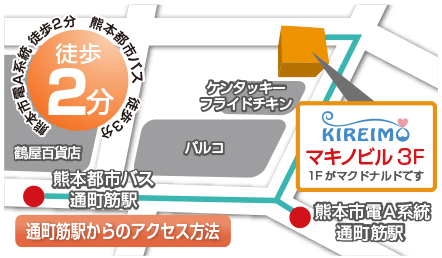 熊本市電A系統 徒歩2分 熊本都市バス 徒歩3分
徒歩
2分
ケンタッキー
フライドチキン
KIREIMO
マキノビル 3F
1Fがマクドナルドです
パルコ
鶴屋百貨店
熊本都市バス
通町筋駅
熊本市電A系統
通町筋駅
通町筋駅からのアクセス方法